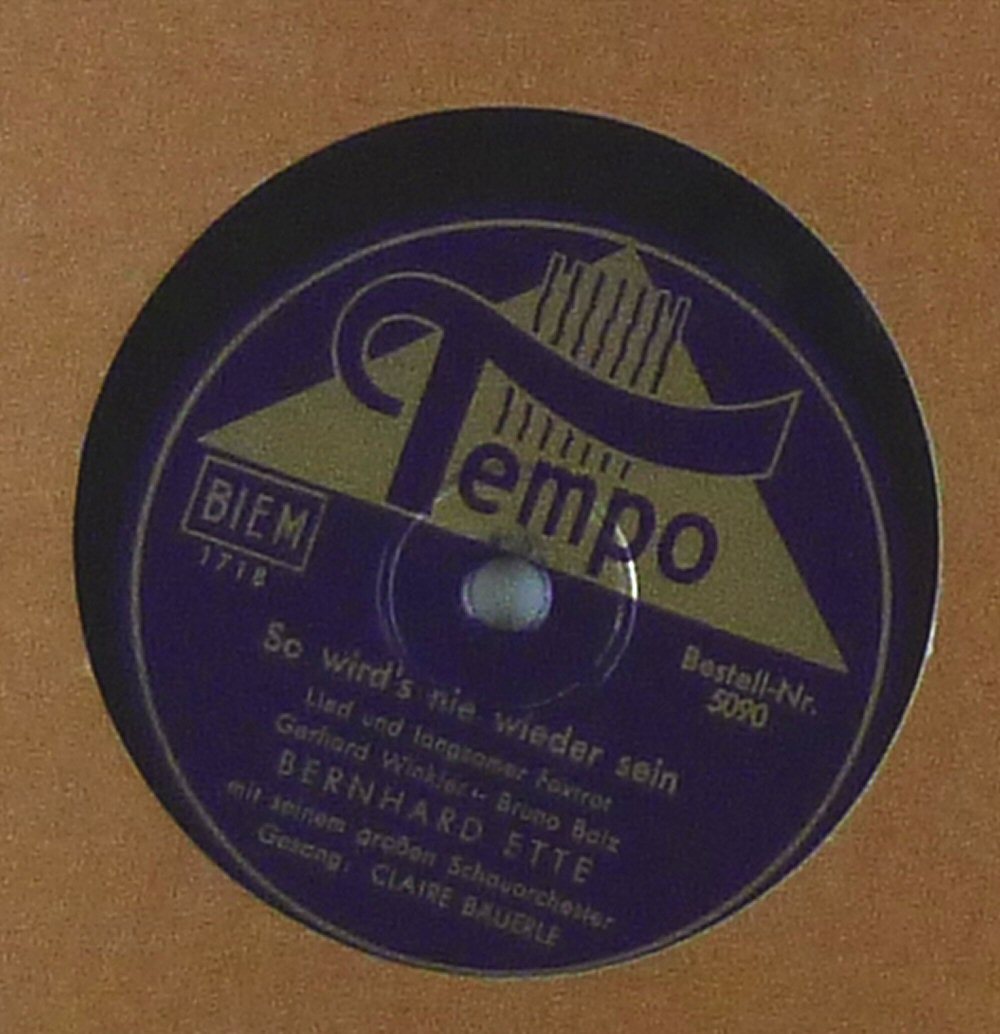 Tempo
BIEM
1718
Bestell-Nr.
5090
So wird's nie wieder sein
Lied und langsamer Foxtrot
Gerhard Winkler - Bruno Balz
BERNHARD ETTE
mit seinem großen Schauorchester
Gesang: CLAIRE BÄUERLE